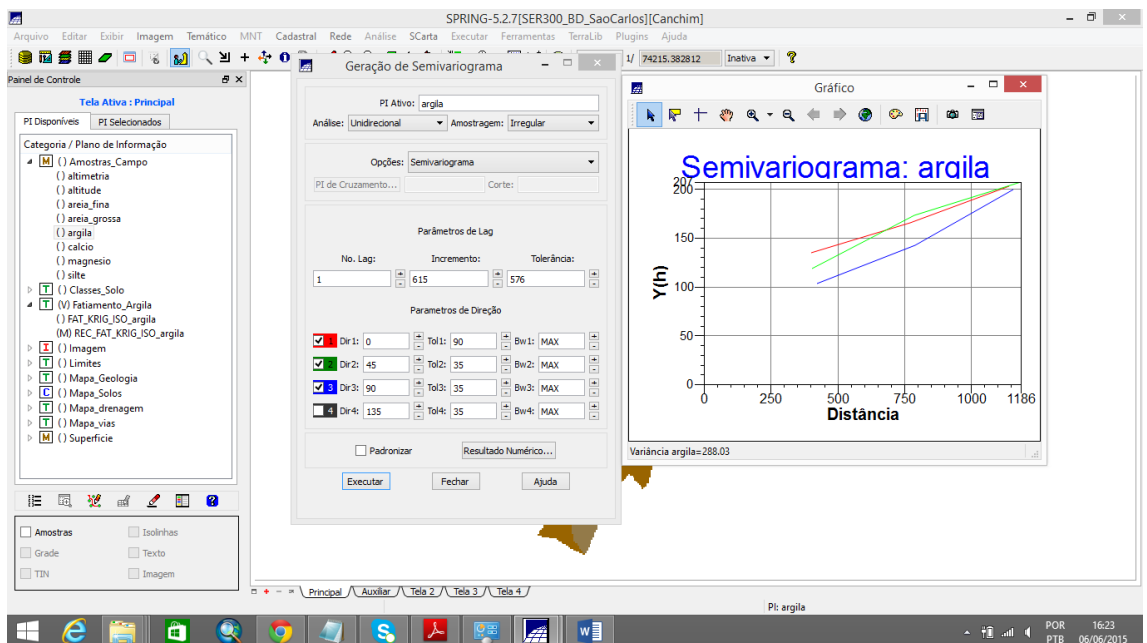 SPRING-5.2.7[SER300_BD_SaoCarlos][Canchim]
Arquivo Editar Exibir Imagem Temático MNT Cadastral Rede Análise SCarta Executar Ferramentas TerraLib Plugins Ajuda
1/ 74215.382812 Inativa
Painel de Controle
Tela Ativa : Principal
PI Disponíveis PI Selecionados
Categoria / Plano de Informação
M () Amostras_Campo
() altimetria
() altitude
() areia_fina
() areia_grossa
() argila
() calcio
() magnesio
() silte
T () Classes_Solo
T (V) Fatiamento_Argila
() FAT_KRIG_ISO_argila
(M) REC_FAT_KRIG_ISO_argila
I () Imagem
T () Limites
T () Mapa_Geologia
C () Mapa_Solos
T () Mapa_drenagem
T () Mapa_vias
M () Superficie
Amostras Isolinhas
Grade Texto
TIN Imagem
Geração de Semivariograma
PI Ativo: argila
Análise: Unidirecional Amostragem: Irregular
Opções: Semivariograma
PI de Cruzamento... Corte:
Parâmetros de Lag
No. Lag: Incremento: Tolerância:
1 615 576
Parametros de Direção
1 Dir1: 0 Tol1: 90 Bw1: MAX
2 Dir2: 45 Tol2: 35 Bw2: MAX
3 Dir3: 90 Tol3: 35 Bw3: MAX
4 Dir4: 135 Tol4: 35 Bw4: MAX
Padronizar Resultado Numérico...
Executar Fechar Ajuda
Gráfico
Semivariograma: argila
207
200
150
100
50
0
Y(h)
0 250 500 750 1000 1186
Distância
Variância argila=288.03
Principal Auxiliar Tela 2 Tela 3 Tela 4
PI: argila
POR 16:23
PTB 06/06/2015